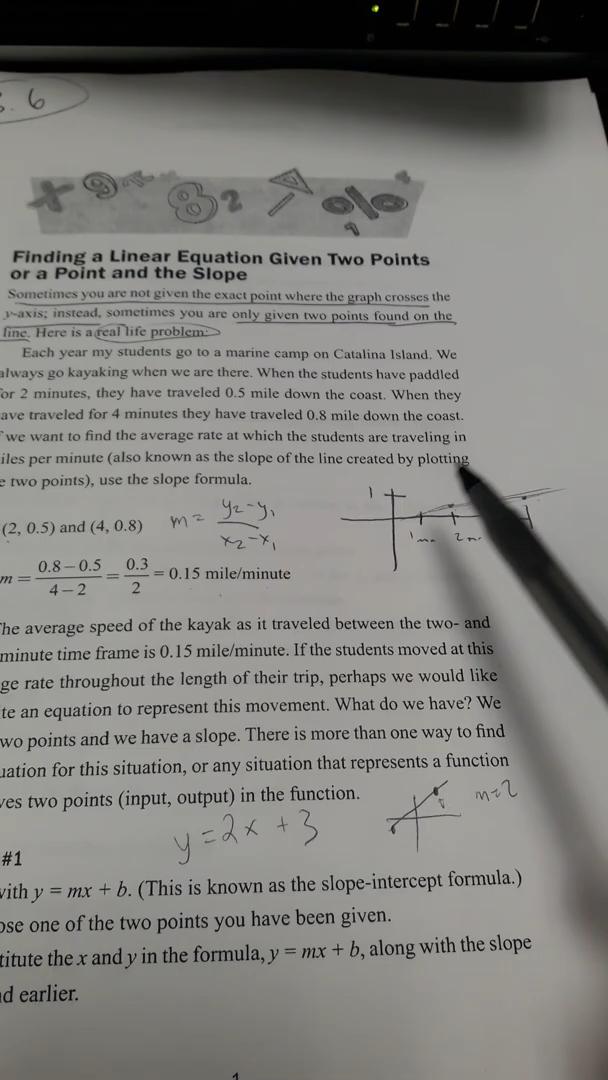 . 6
Finding a Linear Equation Given Two Points
or a Point and the Slope
Sometimes you are not given the exact point where the graph crosses the
y-axis; instead, sometimes you are only given two points found on the
line. Here is a real life problem:
Each year my students go to a marine camp on Catalina Island. We
always go kayaking when we are there. When the students have paddled
or 2 minutes, they have traveled 0.5 mile down the coast. When they
ave traveled for 4 minutes they have traveled 0.8 mile down the coast.
we want to find the average rate at which the students are traveling in
iles per minute (also known as the slope of the line created by plotting
e two points), use the slope formula.
(2, 0.5) and (4, 0.8)
m = y₂-y₁ / x₂-x₁
1
2
m = 0.8 – 0.5 / 4 – 2 = 0.3 / 2 = 0.15 mile/minute
The average speed of the kayak as it traveled between the two- and
minute time frame is 0.15 mile/minute. If the students moved at this
ge rate throughout the length of their trip, perhaps we would like
te an equation to represent this movement. What do we have? We
wo points and we have a slope. There is more than one way to find
uation for this situation, or any situation that represents a function
ves two points (input, output) in the function.
m=2
y = 2x + 3
#1
with y = mx + b. (This is known as the slope-intercept formula.)
ose one of the two points you have been given.
titute the x and y in the formula, y = mx + b, along with the slope
nd earlier.